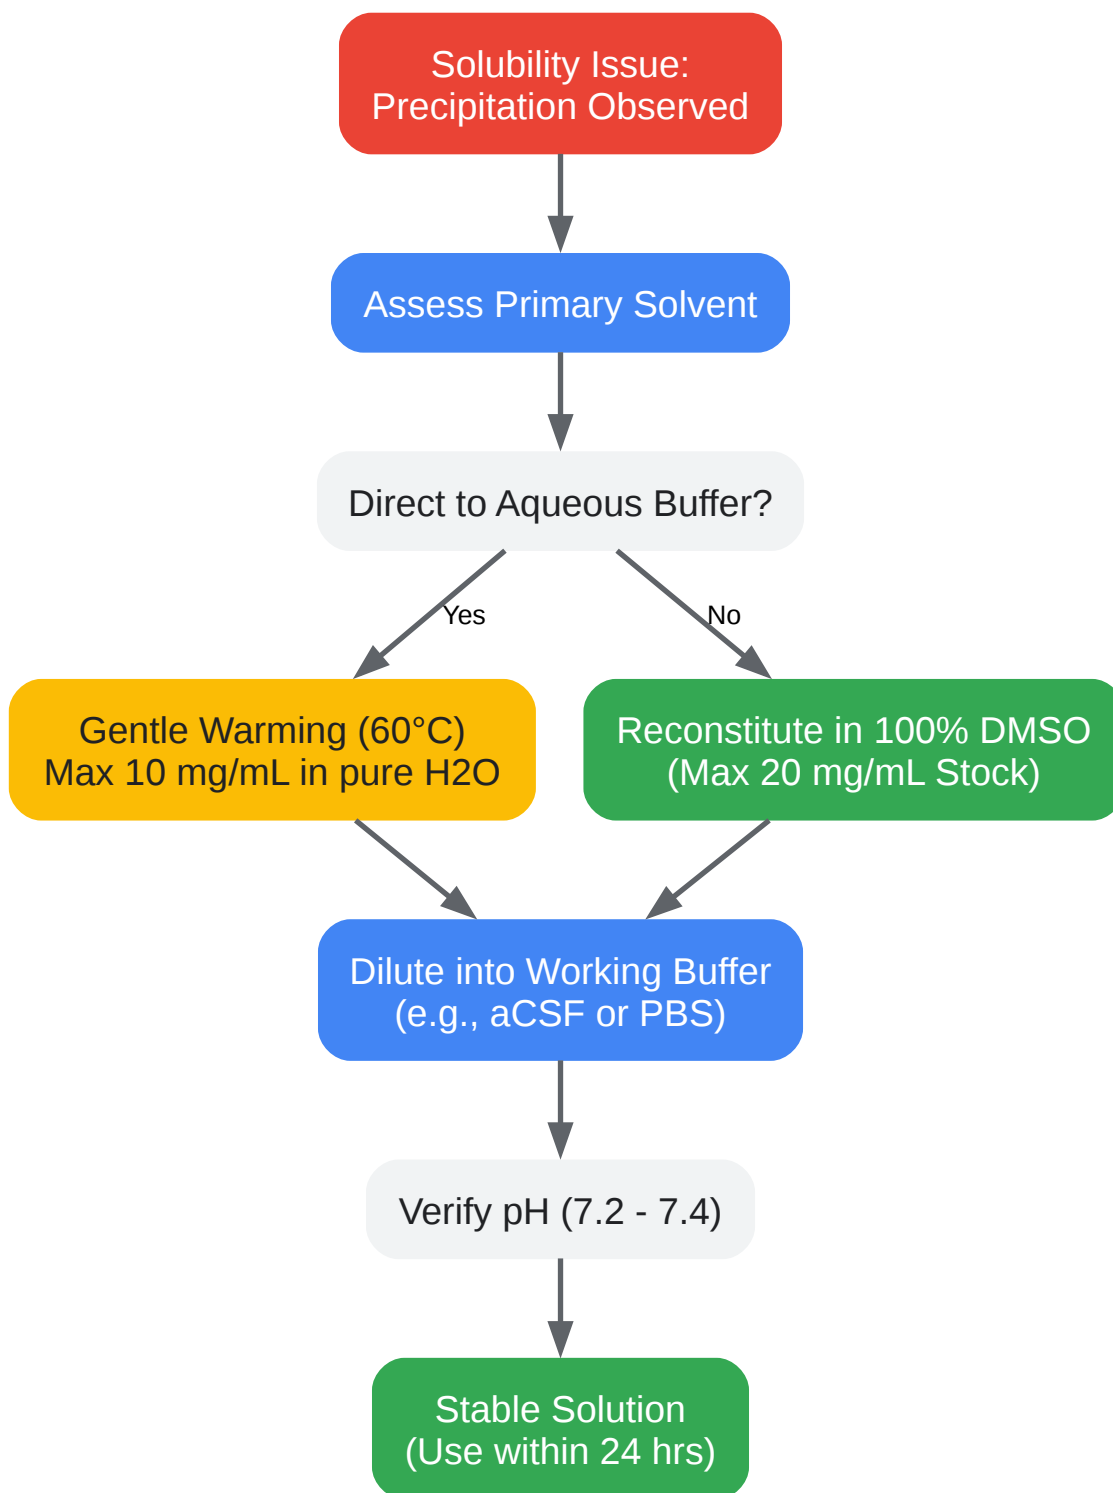 Solubility Issue:
Precipitation Observed
Assess Primary Solvent
Direct to Aqueous Buffer?
Yes
No
Gentle Warming (60°C)
Max 10 mg/mL in pure H2O
Reconstitute in 100% DMSO
(Max 20 mg/mL Stock)
Dilute into Working Buffer
(e.g., aCSF or PBS)
Verify pH (7.2 - 7.4)
Stable Solution
(Use within 24 hrs)